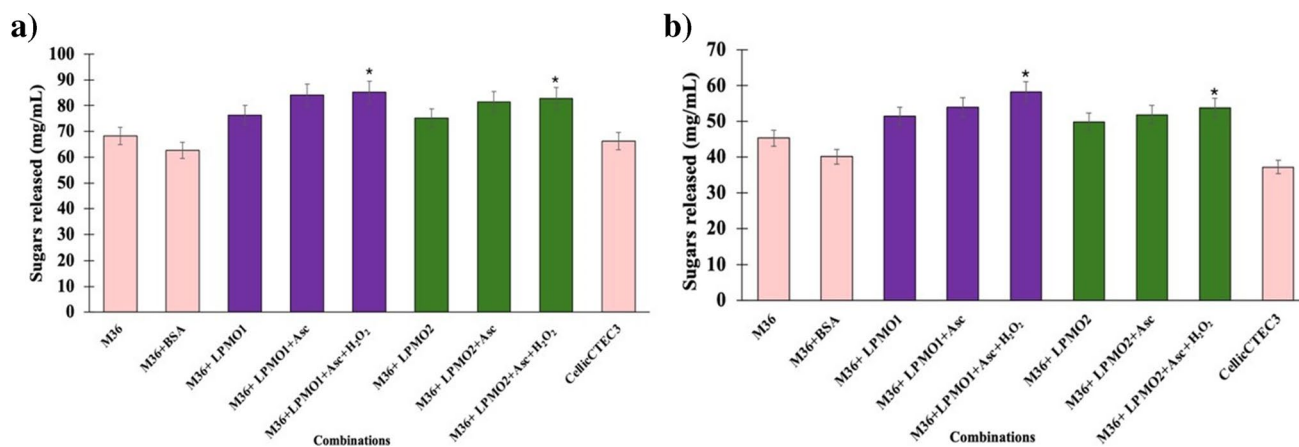 a)
Sugars released (mg/mL)
100
90
80
70
60
50
40
30
20
10
0
*
*
M36
M36+BSA
M36+ LPMO1
M36+ LPMO1+Asc
M36+LPMO1+Asc+H₂O₂
M36+ LPMO2
M36+ LPMO2+Asc
M36+ LPMO2+Asc+H₂O₂
CellicCTEC3
Combinations
b)
Sugars released (mg/mL)
70
60
50
40
30
20
10
0
*
*
M36
M36+BSA
M36+ LPMO1
M36+ LPMO1+Asc
M36+LPMO1+Asc+H₂O₂
M36+ LPMO2
M36+ LPMO2+Asc
M36+ LPMO2+Asc+H₂O₂
CellicCTEC3
Combinations